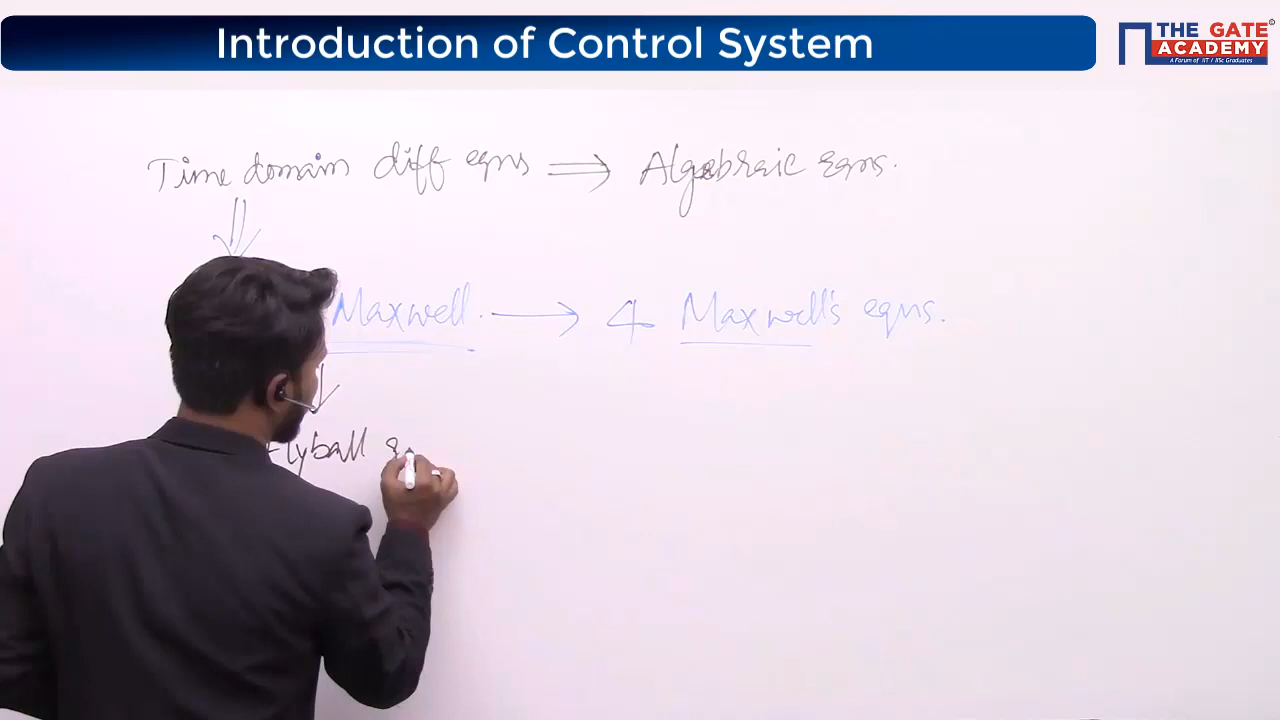 Introduction of Control System
THE GATE
ACADEMY
A Forum of IIT / IISc Graduates
Time domain diff eqns ⟹ Algebraic eqns.
Maxwell. → 4 Maxwell's eqns.
Flyball